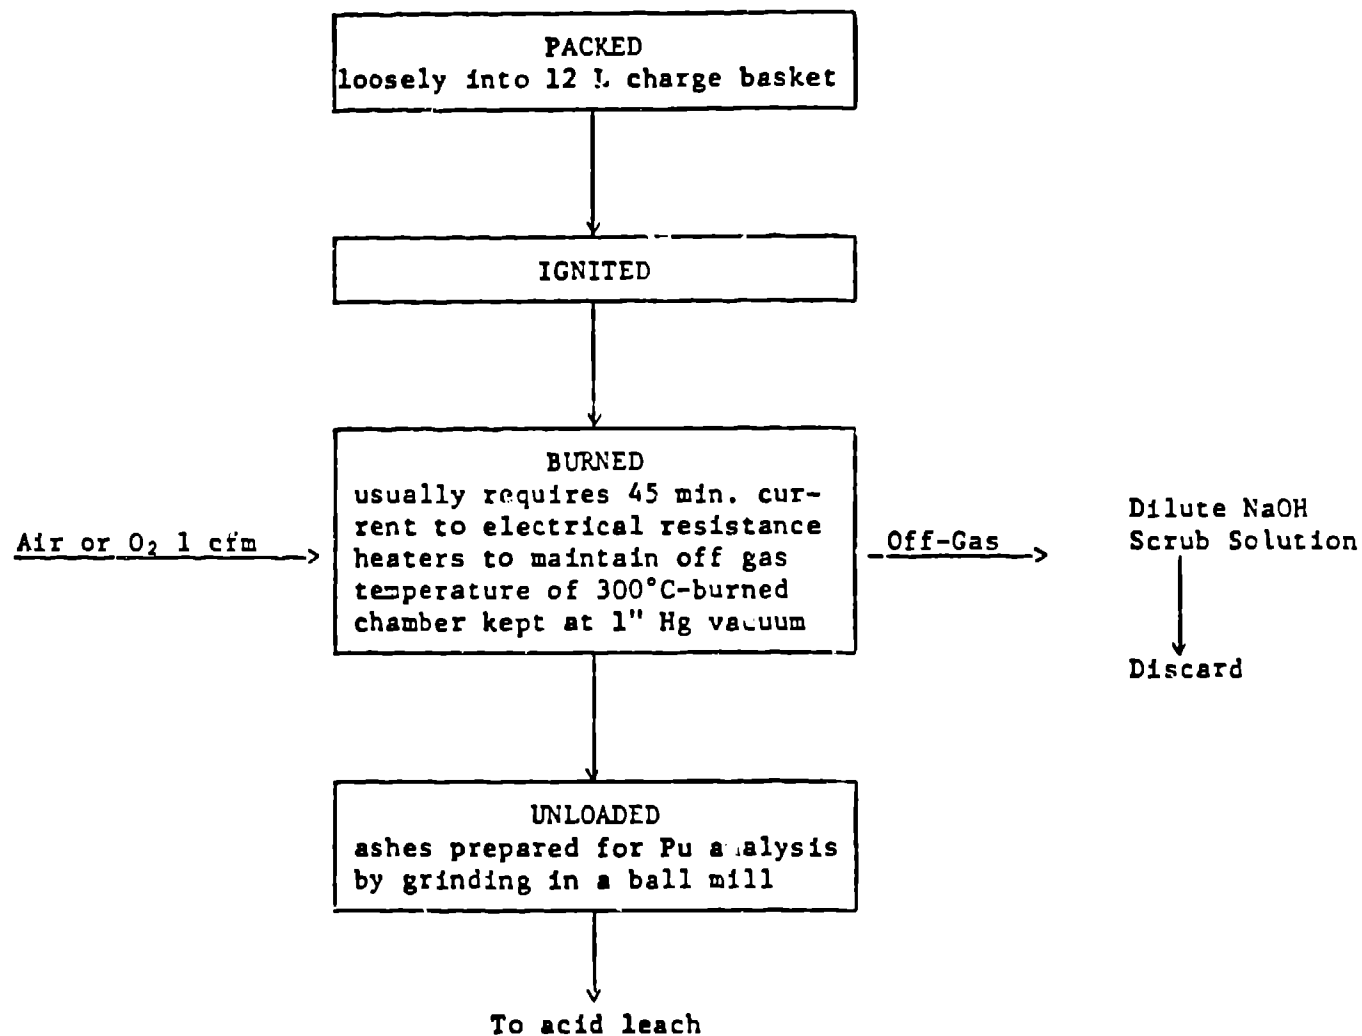 PACKED
loosely into 12 L charge basket
IGNITED
BURNED
usually requires 45 min. cur-
rent to electrical resistance
heaters to maintain off gas
temperature of 300°C-burned
chamber kept at 1" Hg vacuum
Air or O₂ 1 cfm
Off-Gas
Dilute NaOH
Scrub Solution
Discard
UNLOADED
ashes prepared for Pu analysis
by grinding in a ball mill
To acid leach